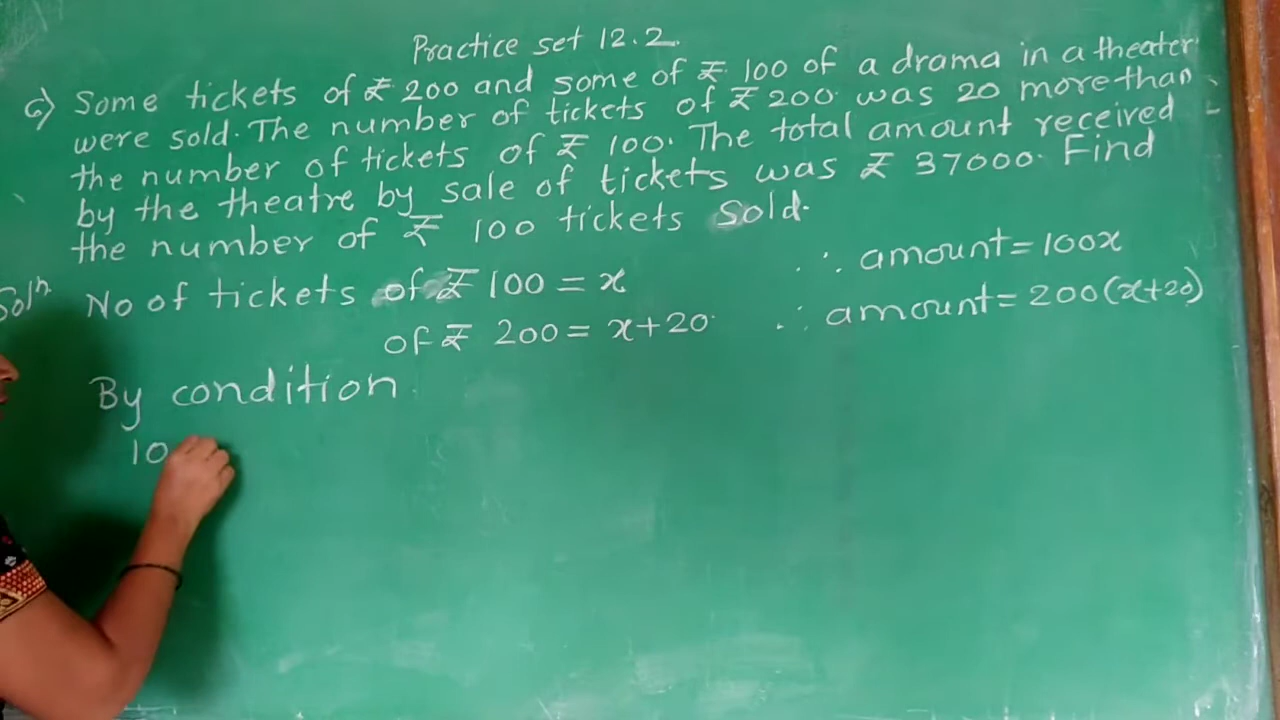 Practice set 12.2.
6) Some tickets of ₹ 200 and some of ₹ 100 of a drama in a theater
were sold. The number of tickets of ₹ 200 was 20 more than
the number of tickets of ₹ 100. The total amount received
by the theatre by sale of tickets was ₹ 37000. Find
the number of ₹ 100 tickets sold.
Solⁿ No of tickets of ₹ 100 = x ∴ amount = 100x
of ₹ 200 = x+20 ∴ amount = 200(x+20)
By condition
10